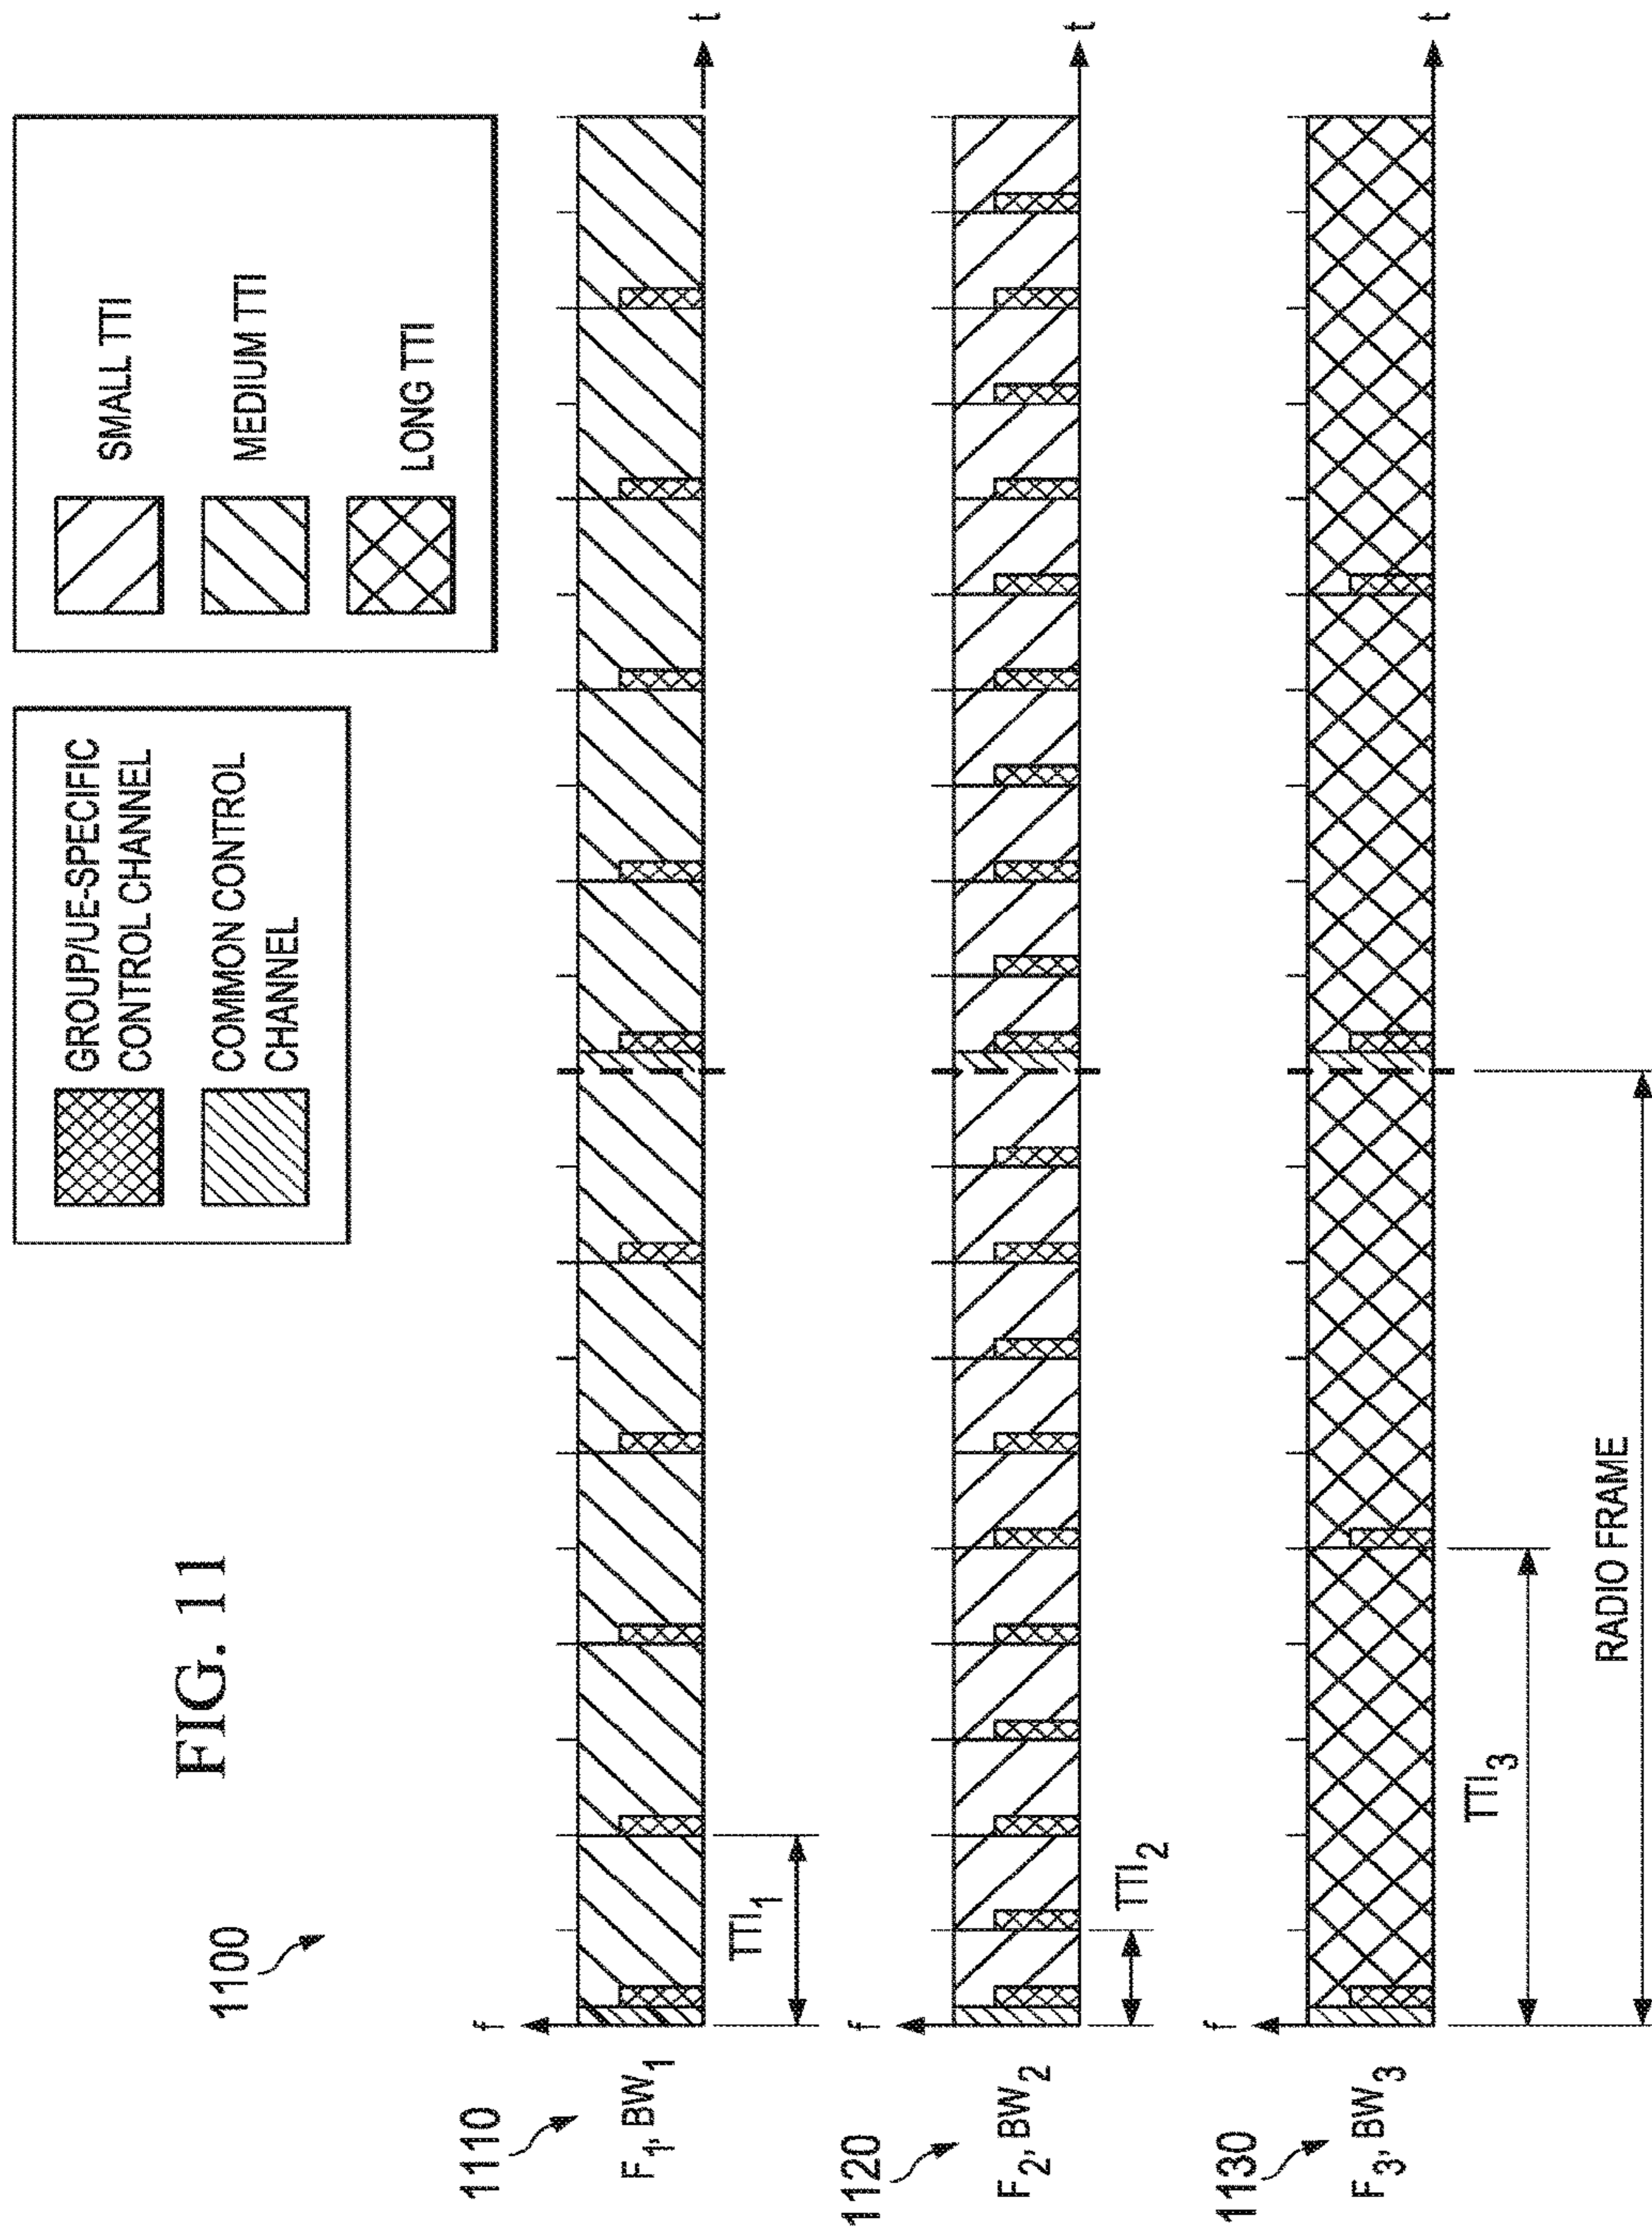 FIG. 11
1100
GROUP/UE-SPECIFIC
CONTROL CHANNEL
COMMON CONTROL
CHANNEL
SMALL TTI
MEDIUM TTI
LONG TTI
1110
F1, BW1
f
t
TTI1
1120
F2, BW2
f
t
TTI2
1130
F3, BW3
f
t
TTI3
RADIO FRAME